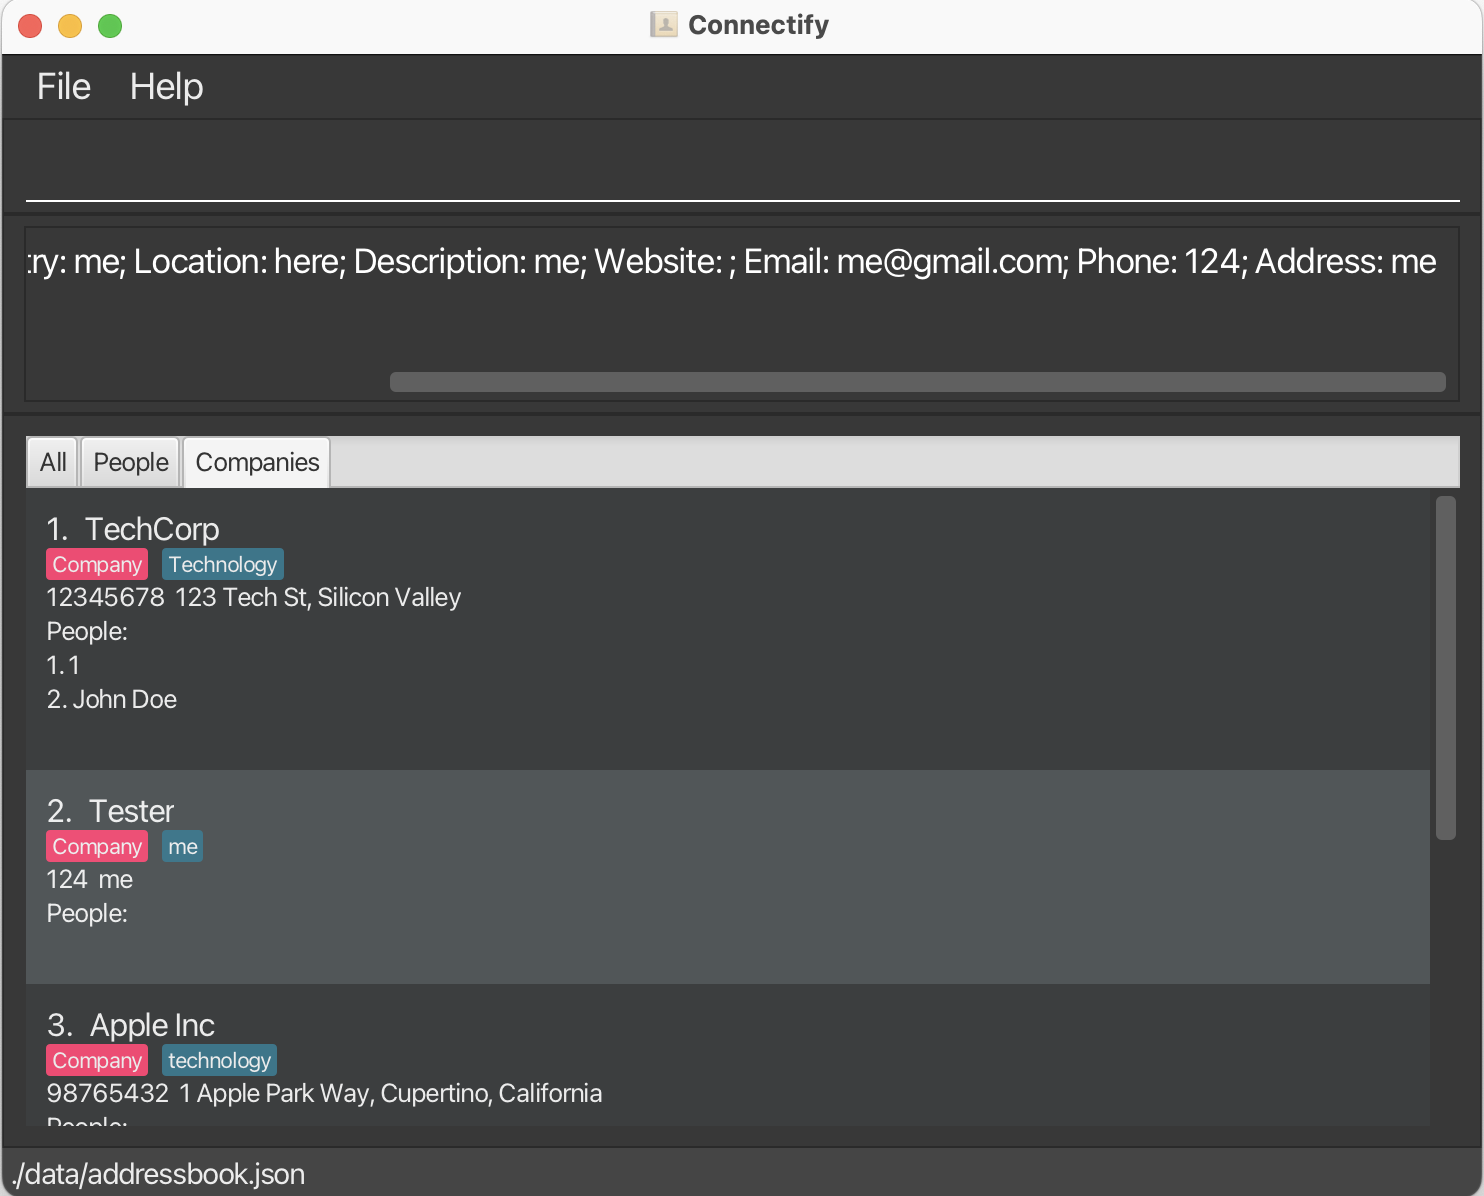 Connectify
File Help
try: me; Location: here; Description: me; Website: ; Email: me@gmail.com; Phone: 124; Address: me
All People Companies
1. TechCorp
Company Technology
12345678 123 Tech St, Silicon Valley
People:
1. 1
2. John Doe
2. Tester
Company me
124 me
People:
3. Apple Inc
Company technology
98765432 1 Apple Park Way, Cupertino, California
People:
./data/addressbook.json